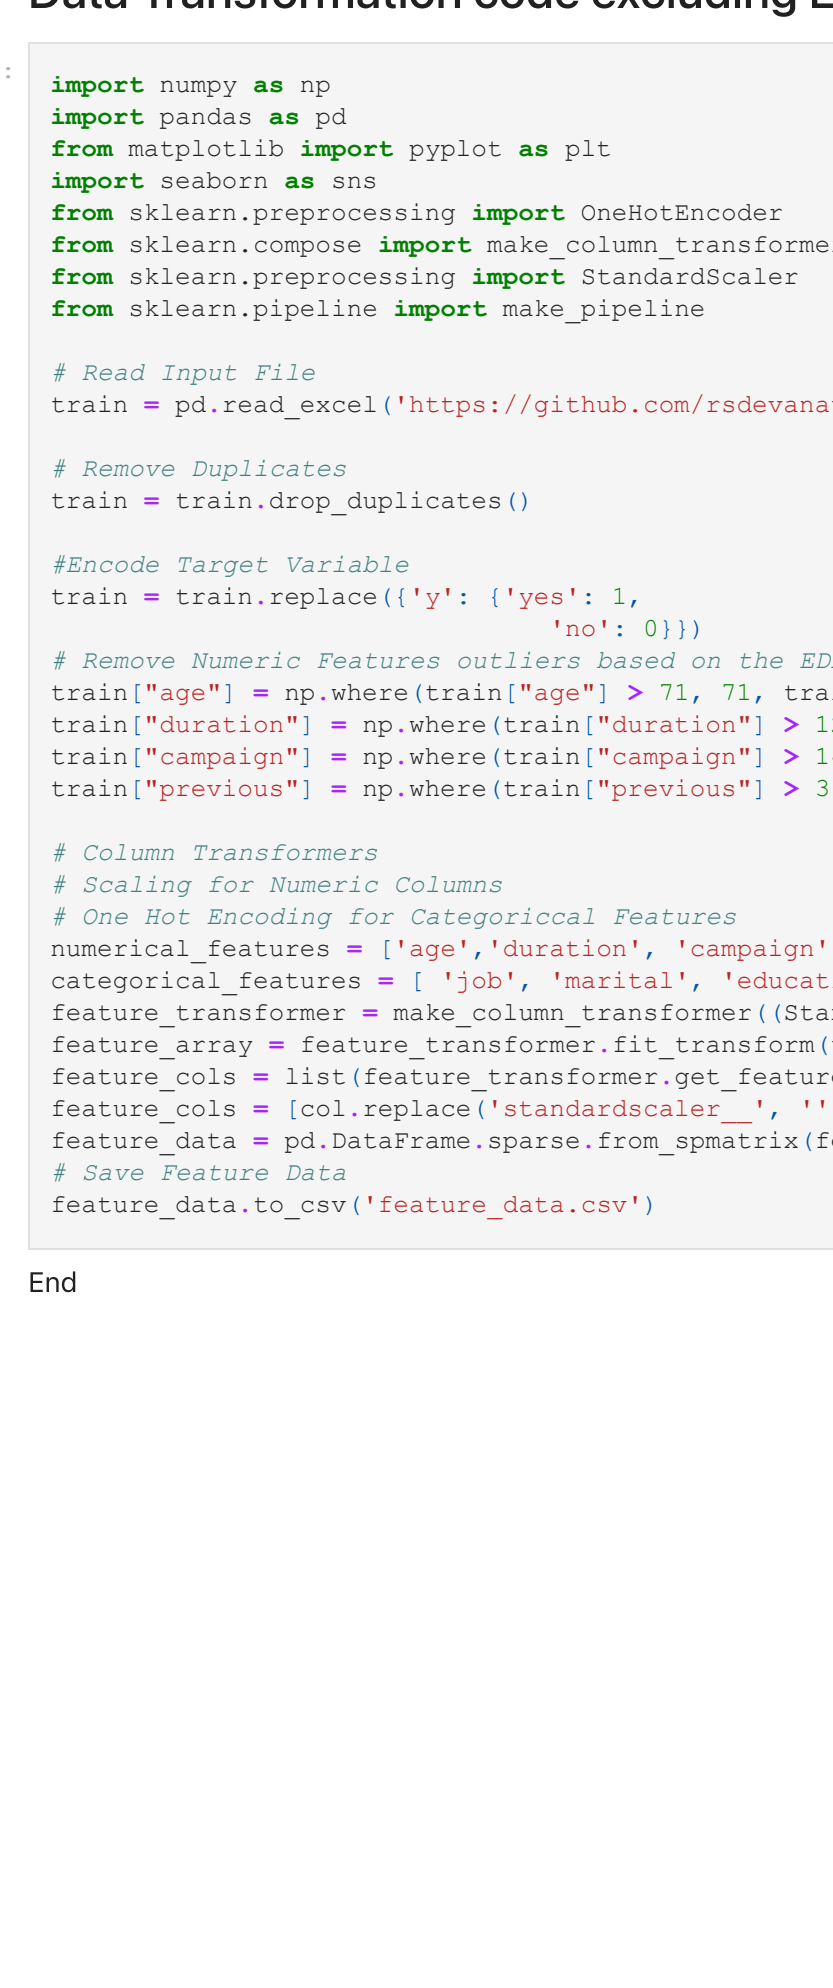 Data Transformation code excluding E
:
import numpy as np
import pandas as pd
from matplotlib import pyplot as plt
import seaborn as sns
from sklearn.preprocessing import OneHotEncoder
from sklearn.compose import make_column_transforme
from sklearn.preprocessing import StandardScaler
from sklearn.pipeline import make_pipeline
# Read Input File
train = pd.read_excel('https://github.com/rsdevana
# Remove Duplicates
train = train.drop_duplicates()
#Encode Target Variable
train = train.replace({'y': {'yes': 1,
'no': 0}})
# Remove Numeric Features outliers based on the ED
train["age"] = np.where(train["age"] > 71, 71, trai
train["duration"] = np.where(train["duration"] > 1
train["campaign"] = np.where(train["campaign"] > 1
train["previous"] = np.where(train["previous"] > 3
# Column Transformers
# Scaling for Numeric Columns
# One Hot Encoding for Categoriccal Features
numerical_features = ['age','duration', 'campaign'
categorical_features = [ 'job', 'marital', 'educat
feature_transformer = make_column_transformer((Sta
feature_array = feature_transformer.fit_transform(
feature_cols = list(feature_transformer.get_featur
feature_cols = [col.replace('standardscaler__', ''
feature_data = pd.DataFrame.sparse.from_spmatrix(f
# Save Feature Data
feature_data.to_csv('feature_data.csv')
End